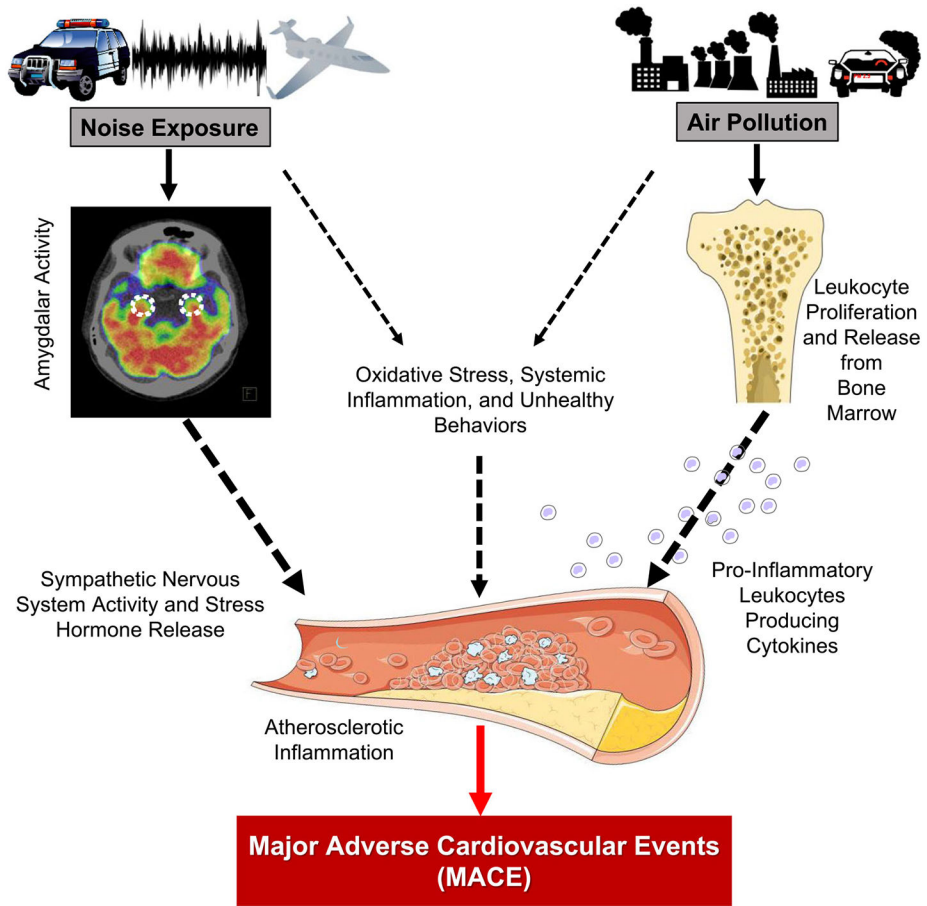 Noise Exposure
Air Pollution
Amygdalar Activity
F
Leukocyte
Proliferation
and Release
from
Bone
Marrow
Oxidative Stress, Systemic
Inflammation, and Unhealthy
Behaviors
Sympathetic Nervous
System Activity and Stress
Hormone Release
Pro-Inflammatory
Leukocytes
Producing
Cytokines
Atherosclerotic
Inflammation
Major Adverse Cardiovascular Events
(MACE)